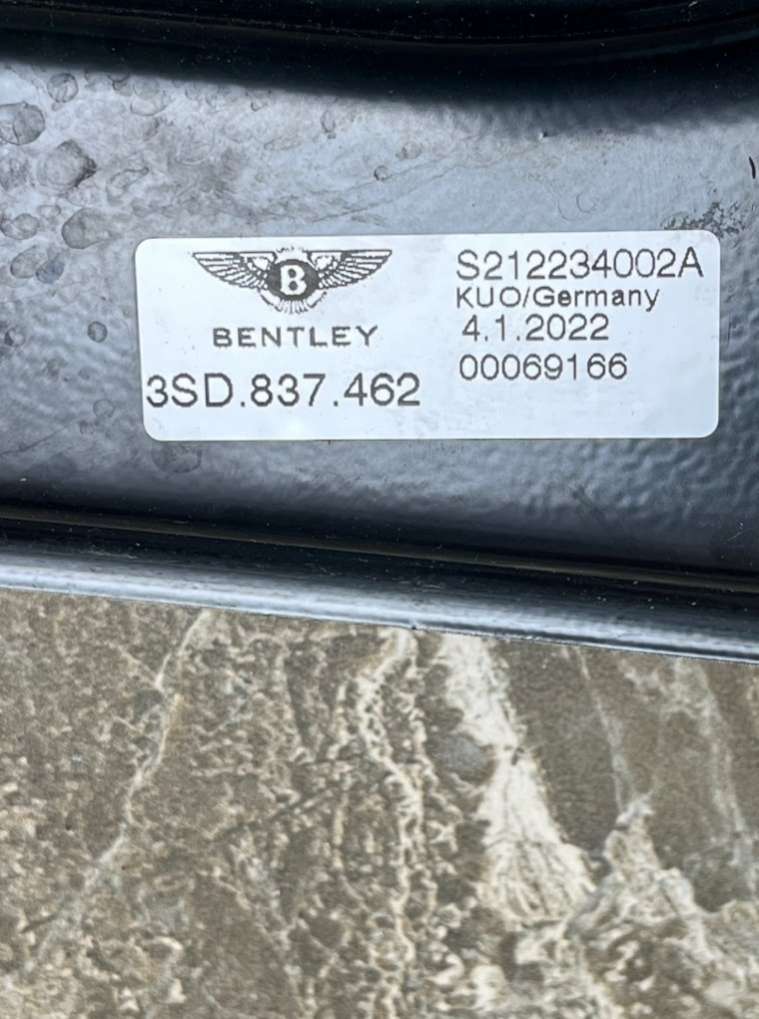 B
BENTLEY
3SD.837.462
S212234002A
KUO/Germany
4.1.2022
00069166